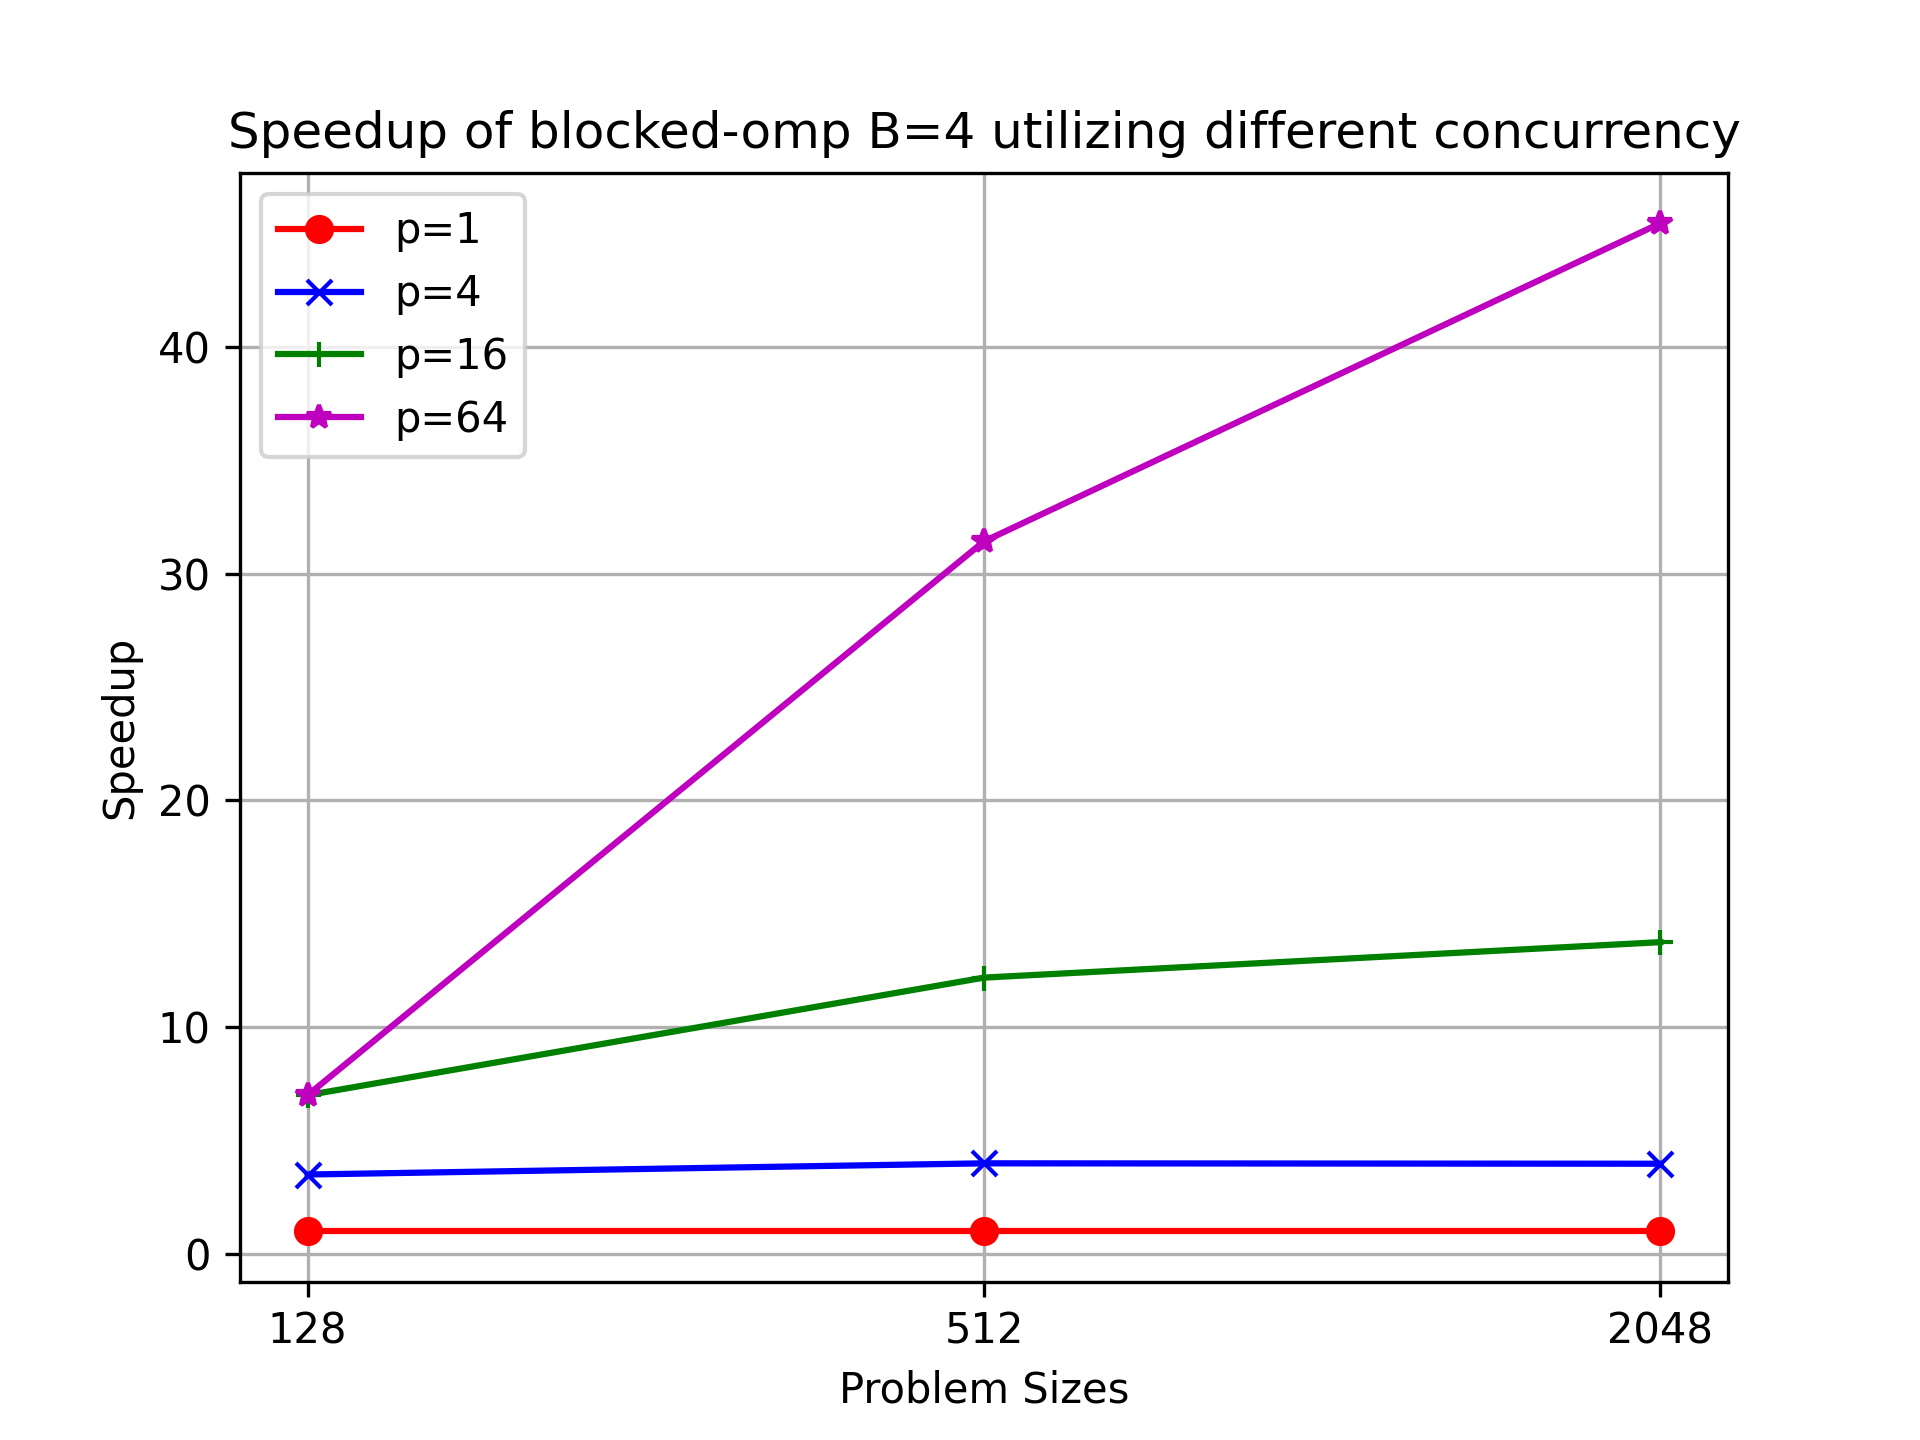 Speedup of blocked-omp B=4 utilizing different concurrency
p=1
p=4
p=16
p=64
Speedup
40
30
20
10
0
128 512 2048
Problem Sizes